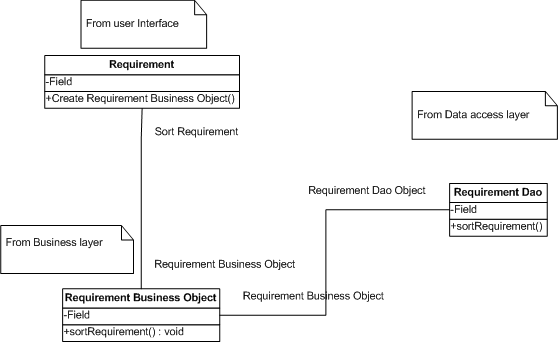 From user Interface
Requirement
-Field
+Create Requirement Business Object()
Sort Requirement
From Data access layer
Requirement Dao Object
Requirement Dao
-Field
+sortRequirement()
From Business layer
Requirement Business Object
Requirement Business Object
Requirement Business Object
-Field
+sortRequirement() : void